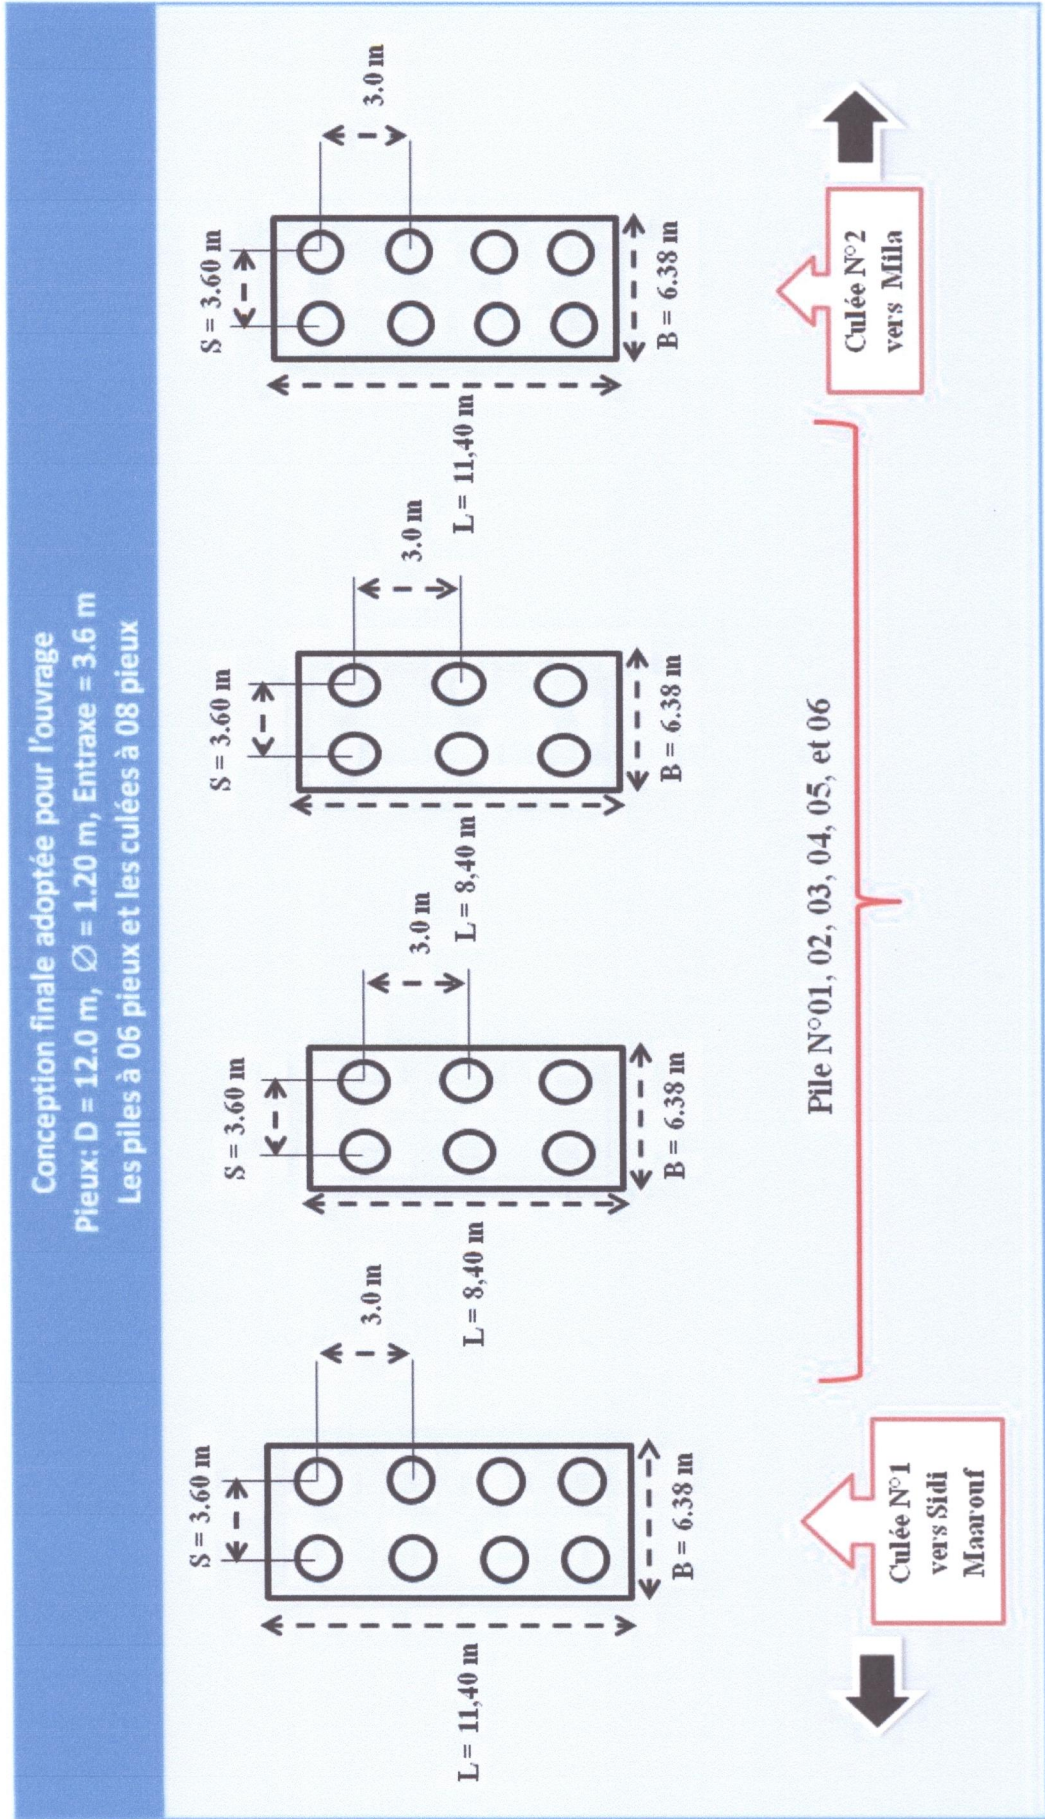 Conception finale adoptée pour l'ouvrage
Pieux: D = 12.0 m, Ø = 1.20 m, Entraxe = 3.6 m
Les piles à 06 pieux et les culées à 08 pieux
S = 3.60 m
3.0 m
L = 11,40 m
B = 6.38 m
S = 3.60 m
3.0 m
L = 8,40 m
B = 6.38 m
S = 3.60 m
3.0 m
L = 8,40 m
B = 6.38 m
S = 3.60 m
3.0 m
L = 11,40 m
B = 6.38 m
Pile N°01, 02, 03, 04, 05, et 06
Culée N°1
vers Sidi
Maarouf
Culée N°2
vers Mila